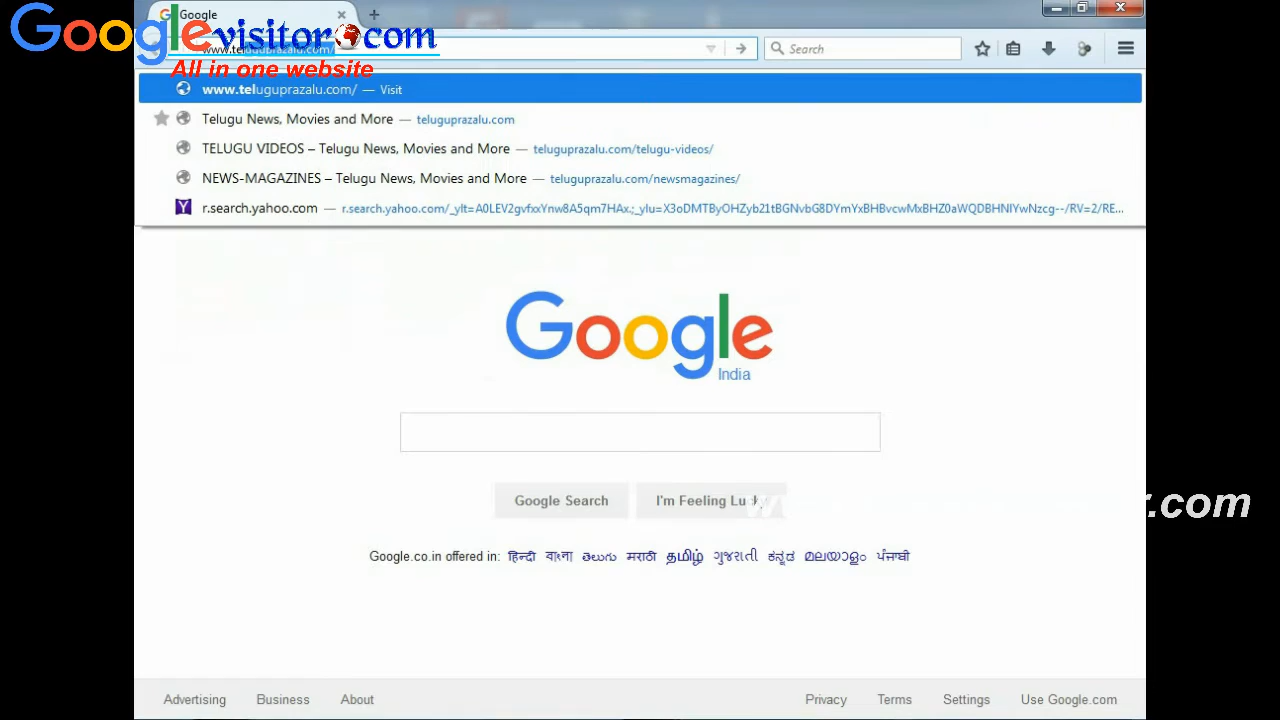 Google
Googlevisitor.com
www.teluguprazalu.com/
Search
All in one website
www.teluguprazalu.com/ — Visit
Telugu News, Movies and More — teluguprazalu.com
TELUGU VIDEOS – Telugu News, Movies and More — teluguprazalu.com/telugu-videos/
NEWS-MAGAZINES – Telugu News, Movies and More — teluguprazalu.com/newsmagazines/
r.search.yahoo.com — r.search.yahoo.com/_ylt=A0LEV2gvfxxYnw8A5qm7HAx.;_ylu=X3oDMTByOHZyb21tBGNvbG8DYmYxBHBvcwMxBHZ0aWQDBHNlYwNzcg--/RV=2/RE...
Google
India
Google Search I'm Feeling Lucky
w r.com
Google.co.in offered in: हिन्दी বাংলা తెలుగు मराठी தமிழ் ગુજરાતી ಕನ್ನಡ മലയാളം ਪੰਜਾਬੀ
Advertising Business About Privacy Terms Settings Use Google.com